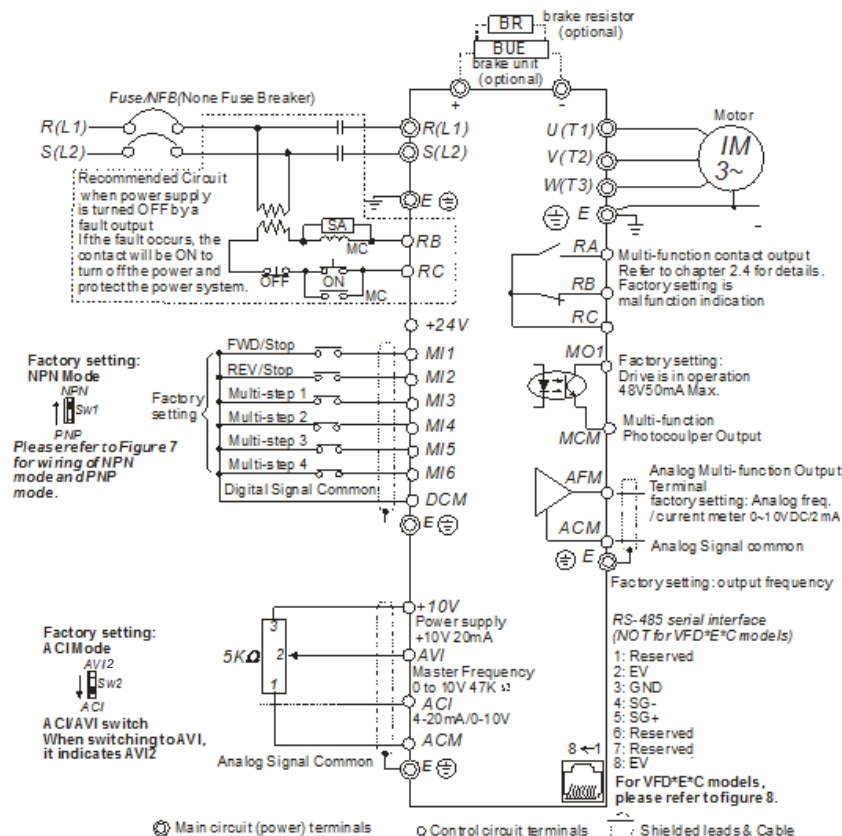 BR
brake resistor
(optional)
BUE
brake unit
(optional)
+
-
Fuse/NFB(None Fuse Breaker)
R(L1)
S(L2)
R(L1)
S(L2)
E
Recommended Circuit
when power supply
is turned OFF by a
fault output
If the fault occurs, the
contact will be ON to
turn off the power and
protect the power system.
SA
MC
OFF
ON
MC
RB
RC
U(T1)
V(T2)
W(T3)
E
Motor
IM
3~
-
RA
RB
RC
Multi-function contact output
Refer to chapter 2.4 for details.
Factory setting is
malfunction indication
+24V
FWD/Stop
MI1
REV/Stop
MI2
Multi-step 1
MI3
Multi-step 2
MI4
Multi-step 3
MI5
Multi-step 4
MI6
Digital Signal Common
DCM
E
Factory
setting
Factory setting:
NPN Mode
NPN
Sw1
PNP
Please refer to Figure 7
for wiring of NPN
mode and PNP
mode.
MO1
Factory setting:
Drive is in operation
48V50mA Max.
Multi-function
Photocoulper Output
MCM
AFM
Analog Multi-function Output
Terminal
factory setting: Analog freq.
/ current meter 0~10VDC/2mA
ACM
Analog Signal common
E
Factory setting: output frequency
+10V
Power supply
+10V 20mA
3
5KΩ
2
1
AVI
Master Frequency
0 to 10V 47K Ω
ACI
4-20mA/0-10V
ACM
Analog Signal Common
E
Factory setting:
ACI Mode
AVI2
Sw2
ACI
ACI/AVI switch
When switching to AVI,
it indicates AVI2
RS-485 serial interface
(NOT for VFD*E*C models)
1: Reserved
2: EV
3: GND
4: SG-
5: SG+
6: Reserved
7: Reserved
8: EV
8←1
For VFD*E*C models,
please refer to figure 8.
Main circuit (power) terminals
Control circuit terminals
Shielded leads & Cable